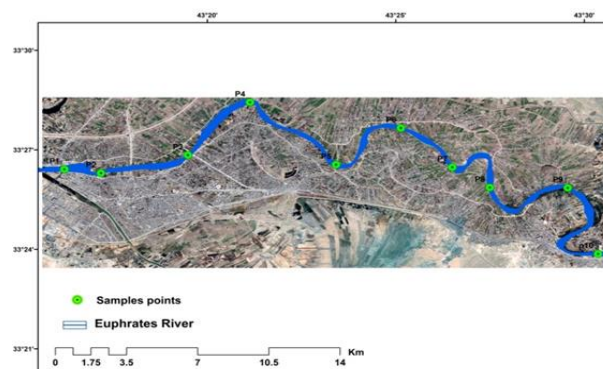 43°20' 43°25' 43°30'
33°30'
P4
P6
P3
33°27'
P1 P2
P7
P8 P9
33°24'
p10
Samples points
Euphrates River
33°21'
Km
0 1.75 3.5 7 10.5 14